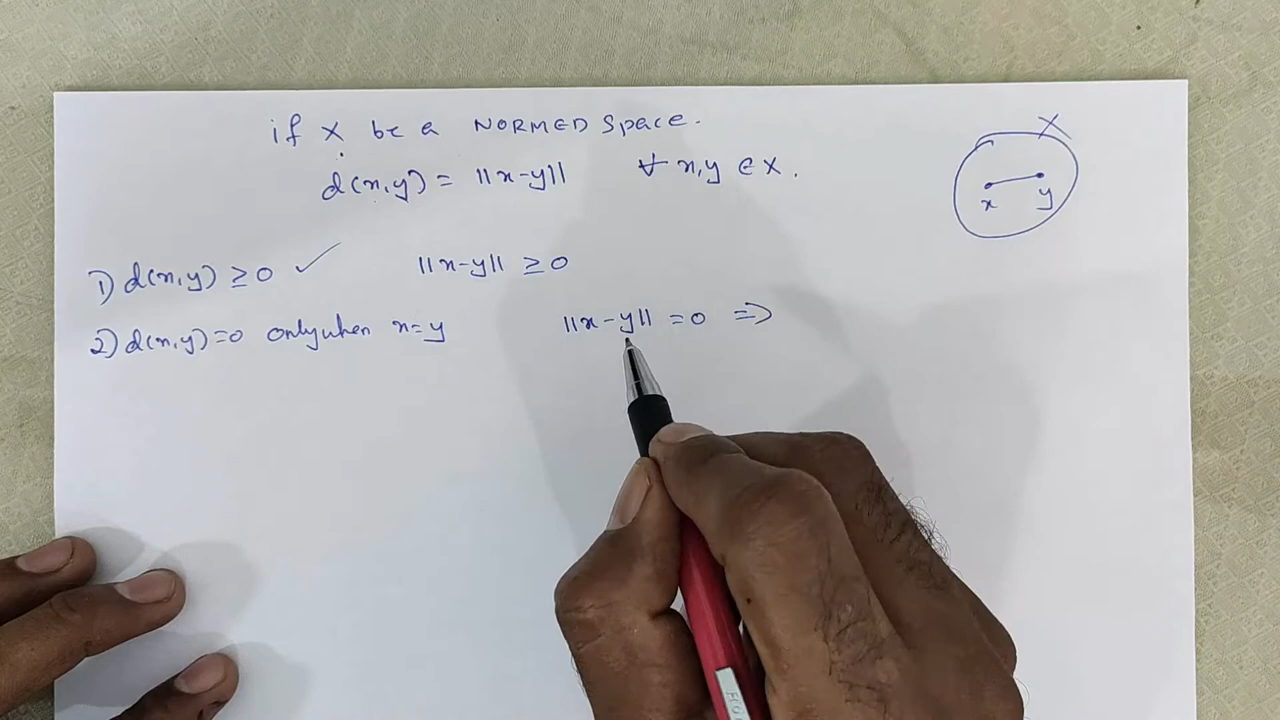 if X be a NORMED Space.
d(x,y) = ||x-y|| ∀ x,y ∈ X.
X
x y
1) d(x,y) ≥ 0 ✓ ||x-y|| ≥ 0
2) d(x,y)=0 only when x=y ||x-y|| = 0 ⇒